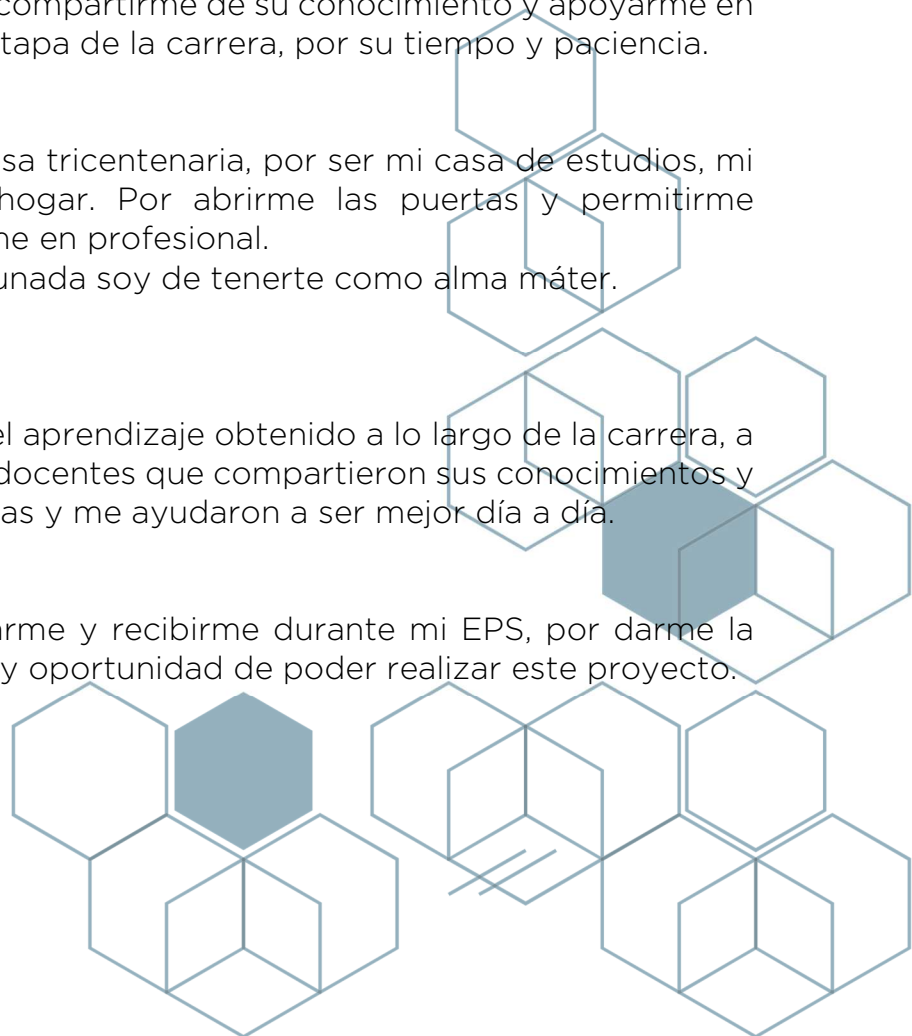 compartirme de su conocimiento y apoyarme en
tapa de la carrera, por su tiempo y paciencia.
sa tricentenaria, por ser mi casa de estudios, mi
hogar. Por abrirme las puertas y permitirme
me en profesional.
unada soy de tenerte como alma máter.
el aprendizaje obtenido a lo largo de la carrera, a
docentes que compartieron sus conocimientos y
as y me ayudaron a ser mejor día a día.
arme y recibirme durante mi EPS, por darme la
y oportunidad de poder realizar este proyecto.